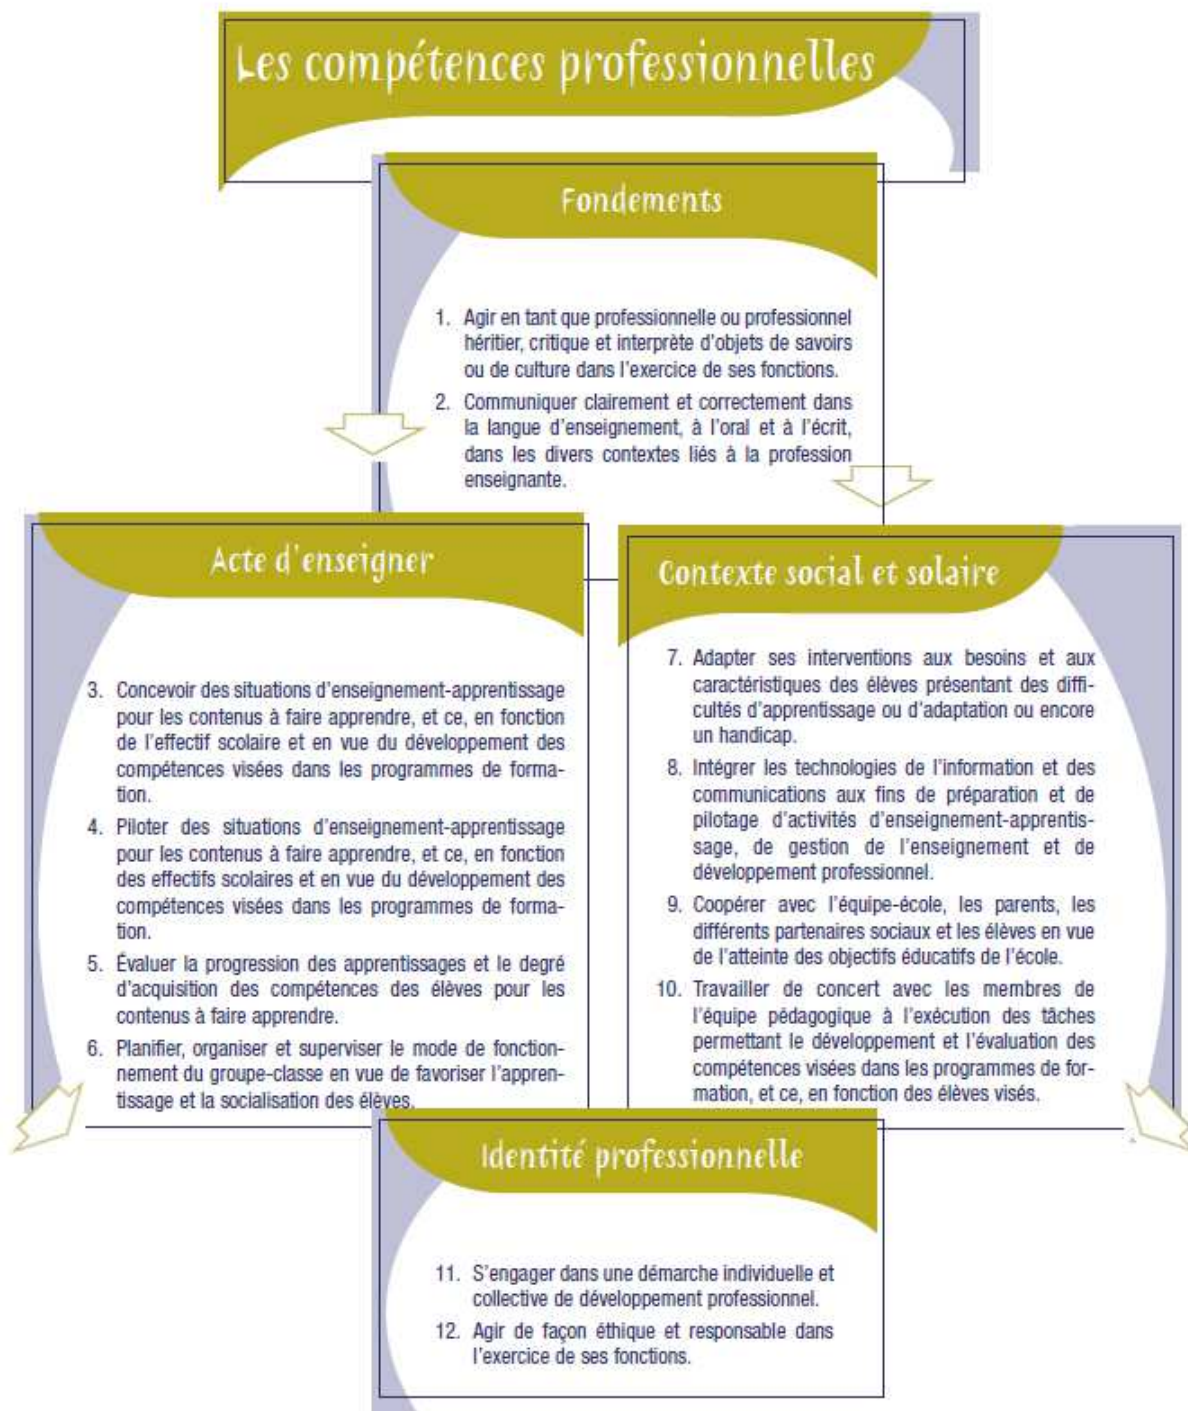 Les compétences professionnelles
Fondements
1. Agir en tant que professionnelle ou professionnel
héritier, critique et interprète d'objets de savoirs
ou de culture dans l'exercice de ses fonctions.
2. Communiquer clairement et correctement dans
la langue d'enseignement, à l'oral et à l'écrit,
dans les divers contextes liés à la profession
enseignante.
Acte d'enseigner
3. Concevoir des situations d'enseignement-apprentissage
pour les contenus à faire apprendre, et ce, en fonction
de l'effectif scolaire et en vue du développement des
compétences visées dans les programmes de forma-
tion.
4. Piloter des situations d'enseignement-apprentissage
pour les contenus à faire apprendre, et ce, en fonction
des effectifs scolaires et en vue du développement des
compétences visées dans les programmes de forma-
tion.
5. Évaluer la progression des apprentissages et le degré
d'acquisition des compétences des élèves pour les
contenus à faire apprendre.
6. Planifier, organiser et superviser le mode de fonction-
nement du groupe-classe en vue de favoriser l'appren-
tissage et la socialisation des élèves.
Contexte social et solaire
7. Adapter ses interventions aux besoins et aux
caractéristiques des élèves présentant des diffi-
cultés d'apprentissage ou d'adaptation ou encore
un handicap.
8. Intégrer les technologies de l'information et des
communications aux fins de préparation et de
pilotage d'activités d'enseignement-apprentis-
sage, de gestion de l'enseignement et de
développement professionnel.
9. Coopérer avec l'équipe-école, les parents, les
différents partenaires sociaux et les élèves en vue
de l'atteinte des objectifs éducatifs de l'école.
10. Travailler de concert avec les membres de
l'équipe pédagogique à l'exécution des tâches
permettant le développement et l'évaluation des
compétences visées dans les programmes de for-
mation, et ce, en fonction des élèves visés.
Identité professionnelle
11. S'engager dans une démarche individuelle et
collective de développement professionnel.
12. Agir de façon éthique et responsable dans
l'exercice de ses fonctions.